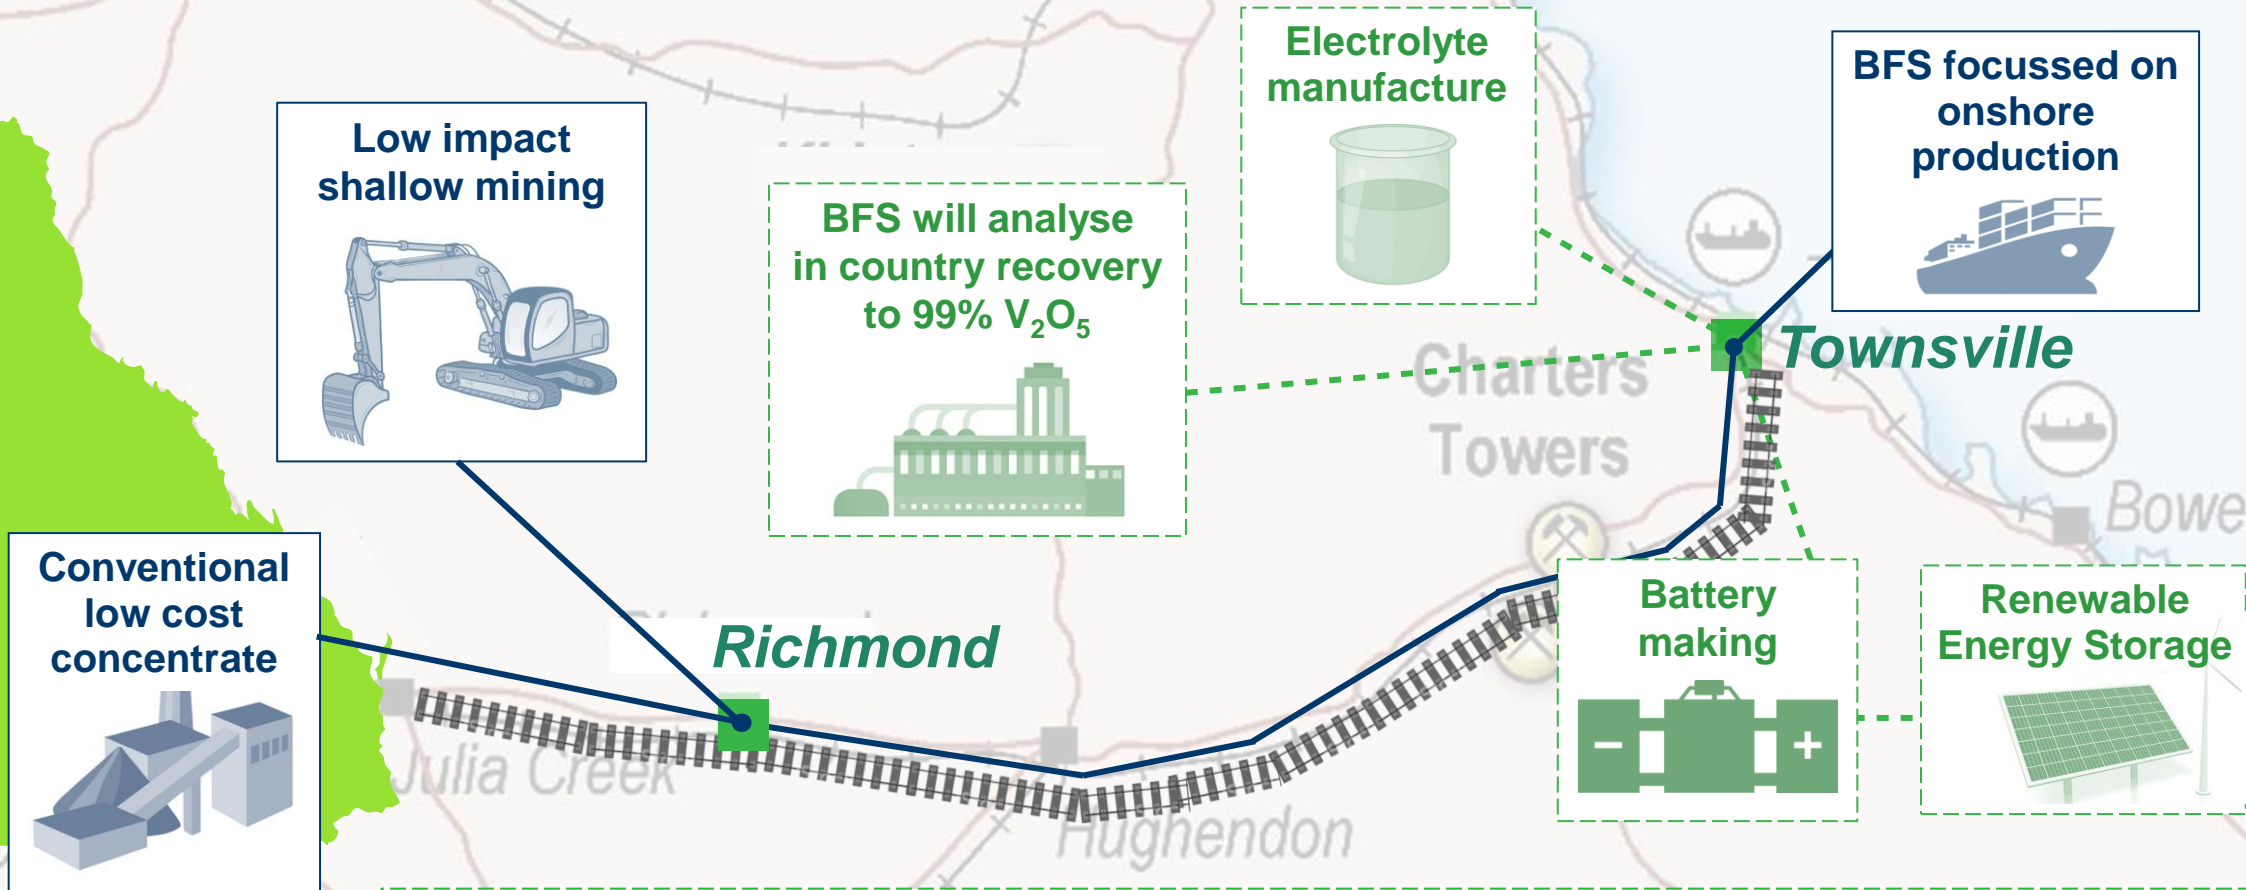 Electrolyte
manufacture
BFS focussed on
onshore
production
Low impact
shallow mining
BFS will analyse
in country recovery
to 99% V₂O₅
Townsville
Charters
Towers
Bowe
Conventional
low cost
concentrate
Richmond
Battery
making
Renewable
Energy Storage
Julia Creek
Hughendon